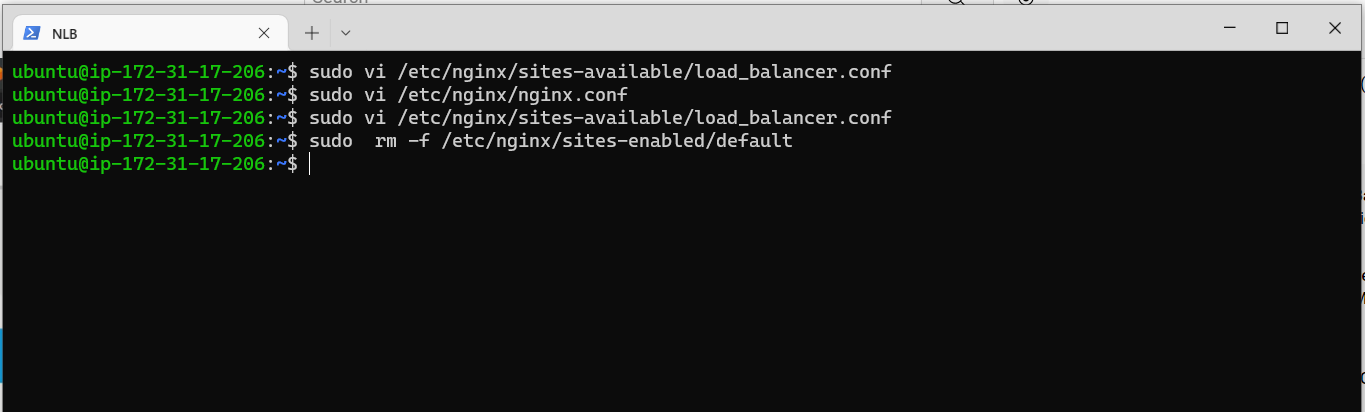 Search
NLB
ubuntu@ip-172-31-17-206:~$ sudo vi /etc/nginx/sites-available/load_balancer.conf
ubuntu@ip-172-31-17-206:~$ sudo vi /etc/nginx/nginx.conf
ubuntu@ip-172-31-17-206:~$ sudo vi /etc/nginx/sites-available/load_balancer.conf
ubuntu@ip-172-31-17-206:~$ sudo  rm -f /etc/nginx/sites-enabled/default
ubuntu@ip-172-31-17-206:~$